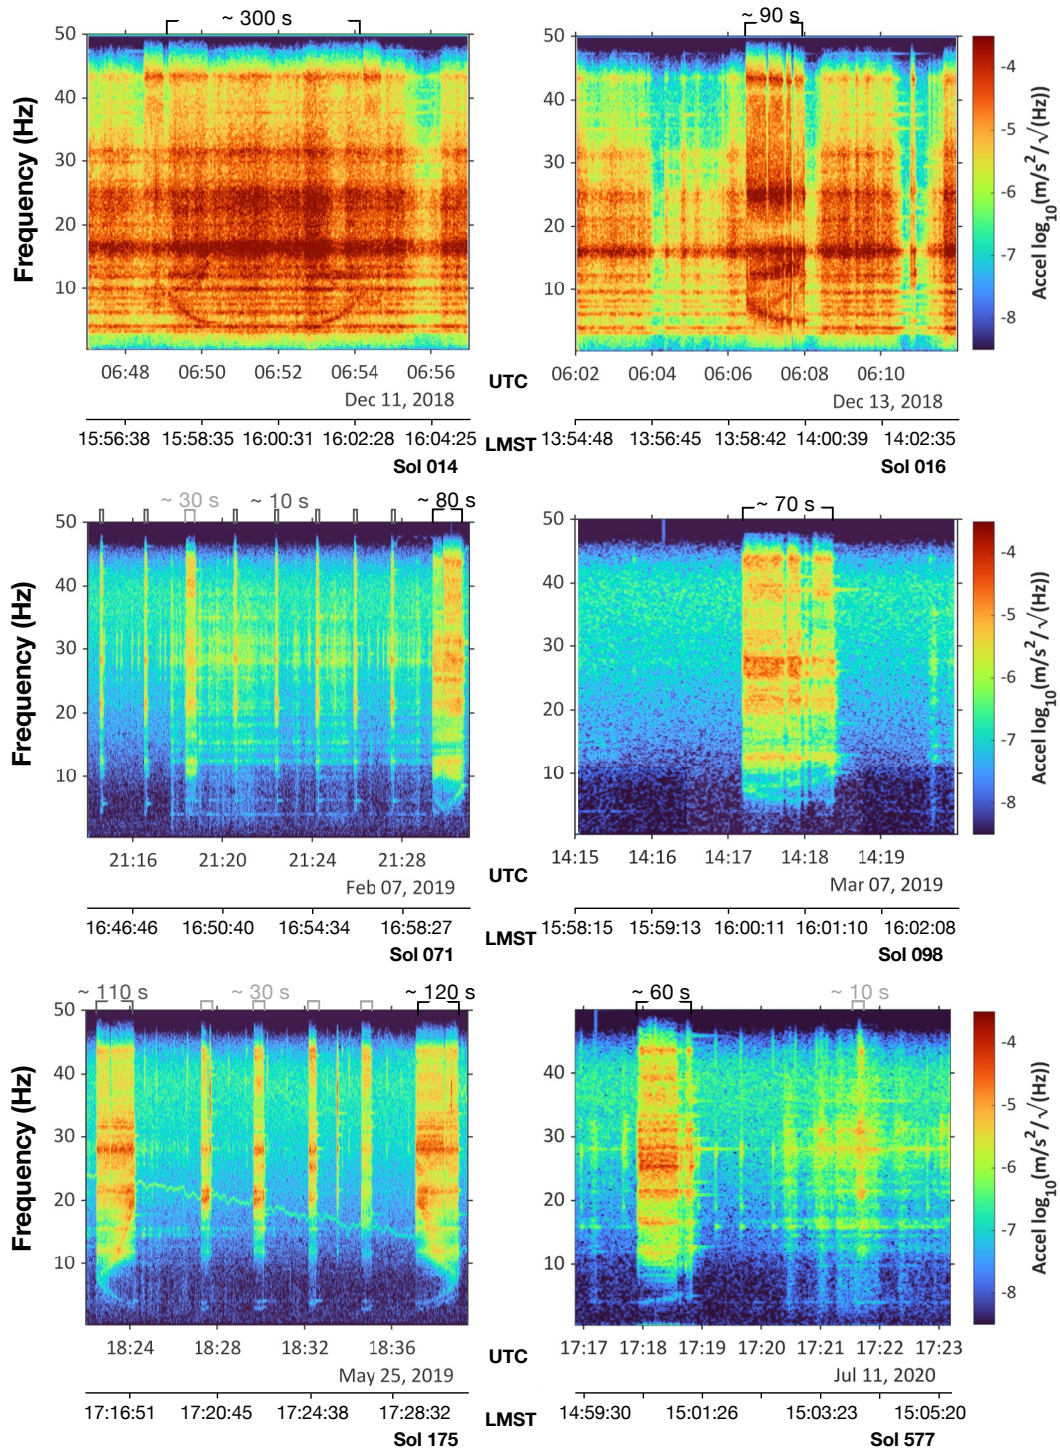 ~ 300 s
~ 90 s
Frequency (Hz)
50
40
30
20
10
50
40
30
20
10
-4
-5
-6
-7
-8
Accel log10(m/s²/√(Hz))
06:48 06:50 06:52 06:54 06:56
UTC
06:02 06:04 06:06 06:08 06:10
Dec 11, 2018
Dec 13, 2018
15:56:38 15:58:35 16:00:31 16:02:28 16:04:25
LMST
13:54:48 13:56:45 13:58:42 14:00:39 14:02:35
Sol 014
Sol 016
~ 30 s ~ 10 s ~ 80 s
~ 70 s
Frequency (Hz)
50
40
30
20
10
50
40
30
20
10
-4
-5
-6
-7
-8
Accel log10(m/s²/√(Hz))
21:16 21:20 21:24 21:28
UTC
14:15 14:16 14:17 14:18 14:19
Feb 07, 2019
Mar 07, 2019
16:46:46 16:50:40 16:54:34 16:58:27
LMST
15:58:15 15:59:13 16:00:11 16:01:10 16:02:08
Sol 071
Sol 098
~ 110 s ~ 30 s ~ 120 s
~ 60 s ~ 10 s
Frequency (Hz)
50
40
30
20
10
50
40
30
20
10
-4
-5
-6
-7
-8
Accel log10(m/s²/√(Hz))
18:24 18:28 18:32 18:36
UTC
17:17 17:18 17:19 17:20 17:21 17:22 17:23
May 25, 2019
Jul 11, 2020
17:16:51 17:20:45 17:24:38 17:28:32
LMST
14:59:30 15:01:26 15:03:23 15:05:20
Sol 175
Sol 577